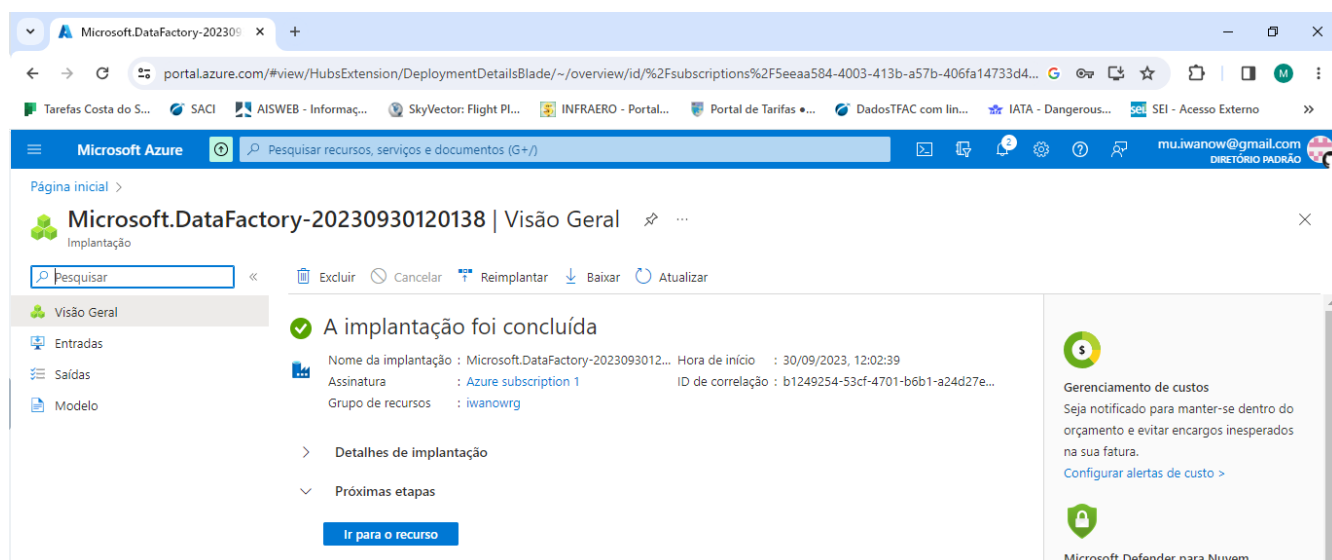 Microsoft.DataFactory-202309
portal.azure.com/#view/HubsExtension/DeploymentDetailsBlade/~/overview/id/%2Fsubscriptions%2F5eeaa584-4003-413b-a57b-406fa14733d4...
Tarefas Costa do S... SACI AISWEB - Informaç... SkyVector: Flight Pl... INFRAERO - Portal... Portal de Tarifas ●... DadosTFAC com lin... IATA - Dangerous... SEI - Acesso Externo »
Microsoft Azure Pesquisar recursos, serviços e documentos (G+/) 2 mu.iwanow@gmail.com
DIRETÓRIO PADRÃO
Página inicial >
Microsoft.DataFactory-20230930120138 | Visão Geral ...
Implantação
Pesquisar « Excluir Cancelar Reimplantar Baixar Atualizar
Visão Geral
Entradas
Saídas
Modelo
A implantação foi concluída
Nome da implantação : Microsoft.DataFactory-2023093012... Hora de início : 30/09/2023, 12:02:39
Assinatura : Azure subscription 1 ID de correlação : b1249254-53cf-4701-b6b1-a24d27e...
Grupo de recursos : iwanowrg
Detalhes de implantação
Próximas etapas
Ir para o recurso
Gerenciamento de custos
Seja notificado para manter-se dentro do
orçamento e evitar encargos inesperados
na sua fatura.
Configurar alertas de custo >
Microsoft Defender para Nuvem